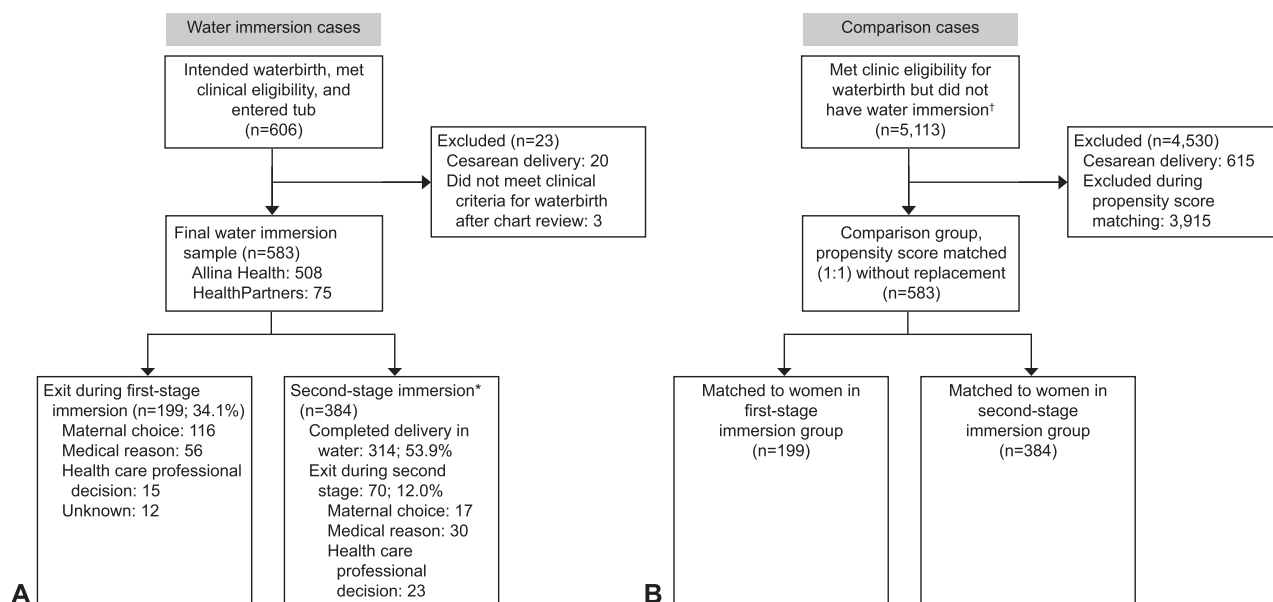 Water immersion cases
Intended waterbirth, met
clinical eligibility, and
entered tub
(n=606)
Excluded (n=23)
Cesarean delivery: 20
Did not meet clinical
criteria for waterbirth
after chart review: 3
Final water immersion
sample (n=583)
Allina Health: 508
HealthPartners: 75
Exit during first-stage
immersion (n=199; 34.1%)
Maternal choice: 116
Medical reason: 56
Health care professional
decision: 15
Unknown: 12
Second-stage immersion*
(n=384)
Completed delivery in
water: 314; 53.9%
Exit during second
stage: 70; 12.0%
Maternal choice: 17
Medical reason: 30
Health care
professional
decision: 23
A
Comparison cases
Met clinic eligibility for
waterbirth but did not
have water immersion†
(n=5,113)
Excluded (n=4,530)
Cesarean delivery: 615
Excluded during
propensity score
matching: 3,915
Comparison group,
propensity score matched
(1:1) without replacement
(n=583)
Matched to women in
first-stage
immersion group
(n=199)
Matched to women in
second-stage
immersion group
(n=384)
B